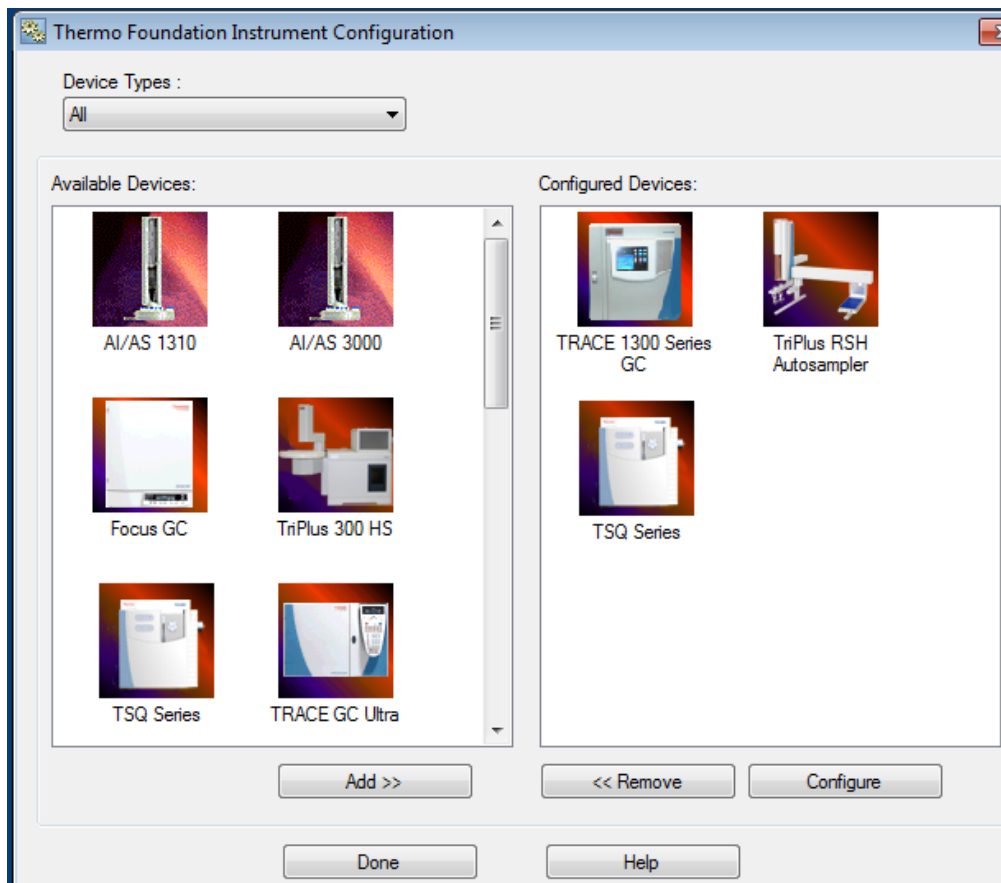 Thermo Foundation Instrument Configuration
Device Types :
All
Available Devices:
Configured Devices:
AI/AS 1310
AI/AS 3000
Focus GC
TriPlus 300 HS
TSQ Series
TRACE GC Ultra
TRACE 1300 Series
GC
TriPlus RSH
Autosampler
TSQ Series
Add >>
<< Remove
Configure
Done
Help